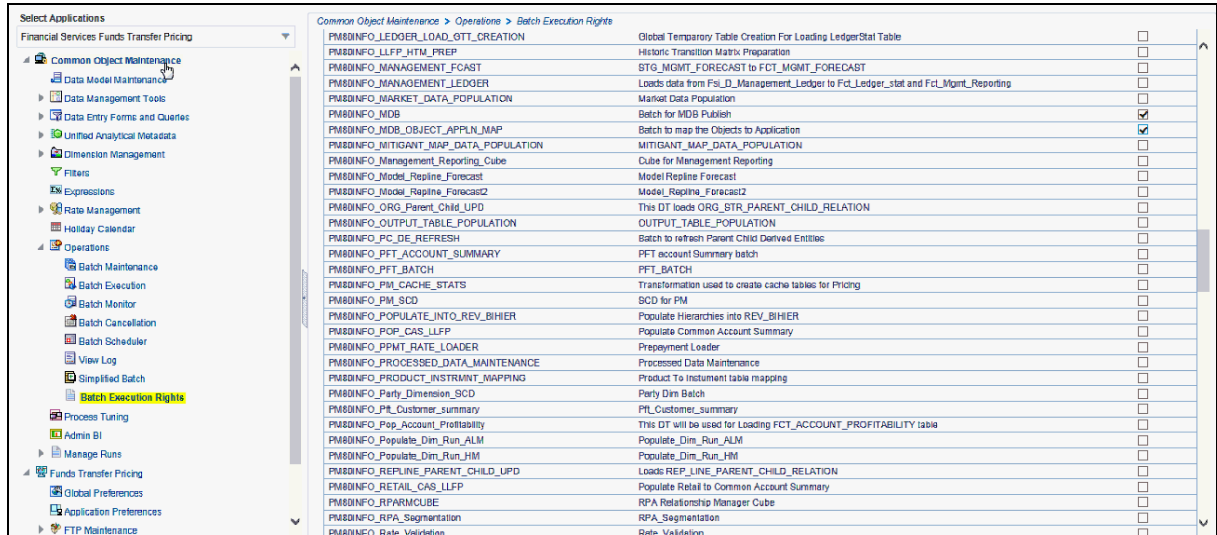 Select Applications
Financial Services Funds Transfer Pricing
Common Object Maintenance
Data Model Maintenance
Data Management Tools
Data Entry Forms and Queries
Unified Analytical Metadata
Dimension Management
Filters
Expressions
Rate Management
Holiday Calendar
Operations
Batch Maintenance
Batch Execution
Batch Monitor
Batch Cancellation
Batch Scheduler
View Log
Simplified Batch
Batch Execution Rights
Process Tuning
Admin BI
Manage Runs
Funds Transfer Pricing
Global Preferences
Application Preferences
FTP Maintenance
Common Object Maintenance > Operations > Batch Execution Rights
PM80INFO_LEDGER_LOAD_GTT_CREATION Global Temparory Table Creation For Loading LedgerStat Table
PM80INFO_LLFP_HTM_PREP Historic Transition Matrix Preparation
PM80INFO_MANAGEMENT_FCAST STG_MGMT_FORECAST to FCT_MGMT_FORECAST
PM80INFO_MANAGEMENT_LEDGER Loads data from Fsi_D_Management_Ledger to Fct_Ledger_stat and Fct_Mgmt_Reporting
PM80INFO_MARKET_DATA_POPULATION Market Data Population
PM80INFO_MDB Batch for MDB Publish
PM80INFO_MDB_OBJECT_APPLN_MAP Batch to map the Objects to Application
PM80INFO_MITIGANT_MAP_DATA_POPULATION MITIGANT_MAP_DATA_POPULATION
PM80INFO_Management_Reporting_Cube Cube for Management Reporting
PM80INFO_Model_Repline_Forecast Model Repline Forecast
PM80INFO_Model_Repline_Forecast2 Model_Repline_Forecast2
PM80INFO_ORG_Parent_Child_UPD This DT loads ORG_STR_PARENT_CHILD_RELATION
PM80INFO_OUTPUT_TABLE_POPULATION OUTPUT_TABLE_POPULATION
PM80INFO_PC_DE_REFRESH Batch to refresh Parent Child Derived Entities
PM80INFO_PFT_ACCOUNT_SUMMARY PFT account Summary batch
PM80INFO_PFT_BATCH PFT_BATCH
PM80INFO_PM_CACHE_STATS Transformation used to create cache tables for Pricing
PM80INFO_PM_SCD SCD for PM
PM80INFO_POPULATE_INTO_REV_BIHIER Populate Hierarchies into REV_BIHIER
PM80INFO_POP_CAS_LLFP Populate Common Account Summary
PM80INFO_PPMT_RATE_LOADER Prepayment Loader
PM80INFO_PROCESSED_DATA_MAINTENANCE Processed Data Maintenance
PM80INFO_PRODUCT_INSTRMNT_MAPPING Product To Instument table mapping
PM80INFO_Party_Dimension_SCD Party Dim Batch
PM80INFO_Pft_Customer_summary Pft_Customer_summary
PM80INFO_Pop_Account_Profitability This DT will be used for Loading FCT_ACCOUNT_PROFITABILITY table
PM80INFO_Populate_Dim_Run_ALM Populate_Dim_Run_ALM
PM80INFO_Populate_Dim_Run_HM Populate_Dim_Run_HM
PM80INFO_REPLINE_PARENT_CHILD_UPD Loads REP_LINE_PARENT_CHILD_RELATION
PM80INFO_RETAIL_CAS_LLFP Populate Retail to Common Account Summary
PM80INFO_RPARMCUBE RPA Relationship Manager Cube
PM80INFO_RPA_Segmentation RPA_Segmentation
PM80INFO_Rate_Validation Rate_Validation